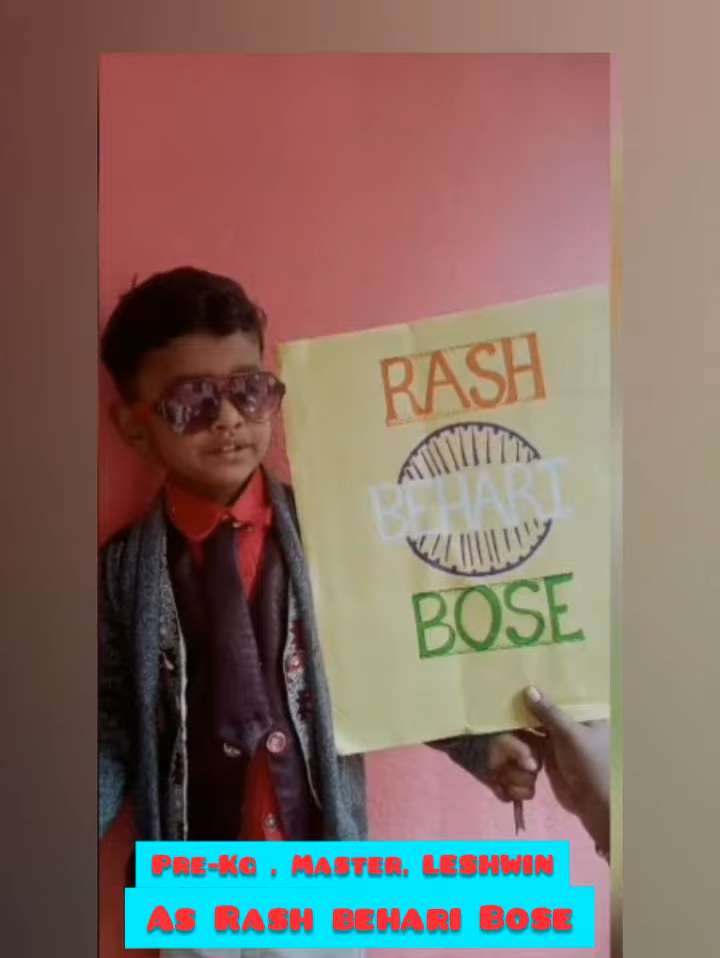 RASH
BEHARI
BOSE
PRE-KG , MASTER. LESHWIN
AS RASH BEHARI BOSE